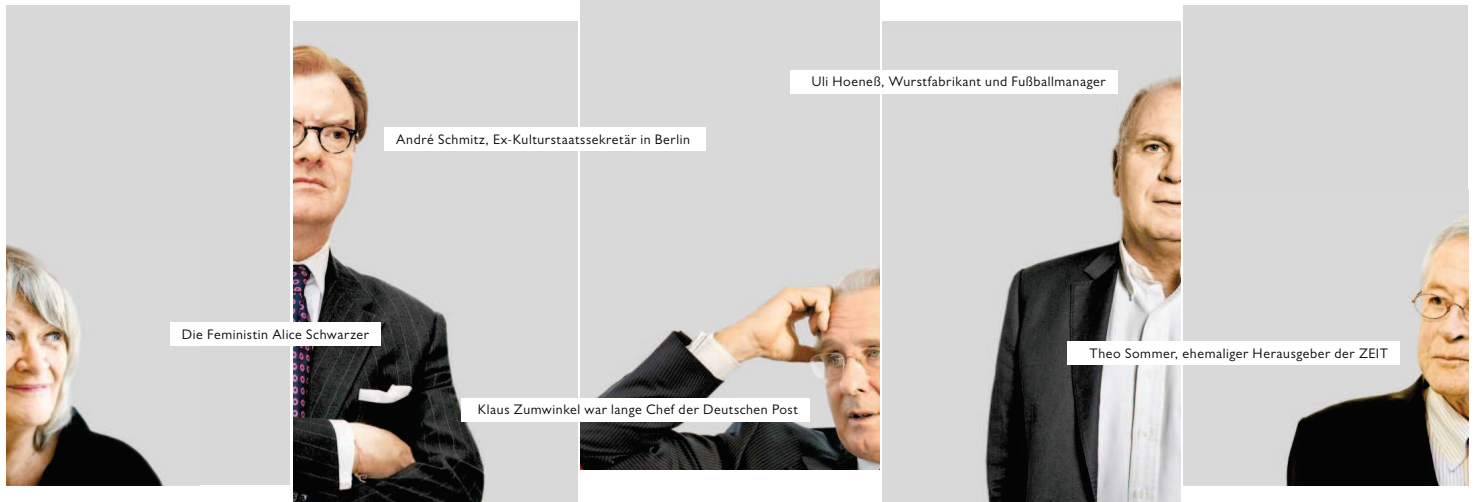 Uli Hoeneß, Wurstfabrikant und Fußballmanager
André Schmitz, Ex-Kulturstaatssekretär in Berlin
Die Feministin Alice Schwarzer
Theo Sommer, ehemaliger Herausgeber der ZEIT
Klaus Zumwinkel war lange Chef der Deutschen Post